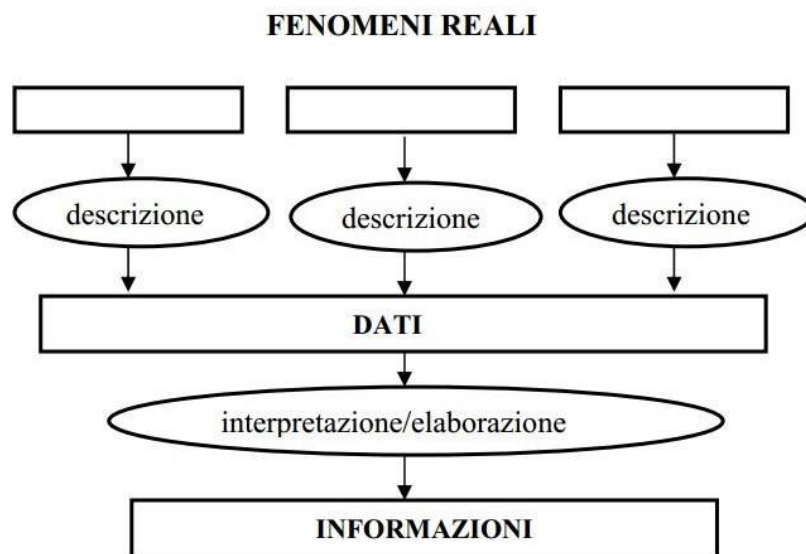 FENOMENI REALI
descrizione
descrizione
descrizione
DATI
interpretazione/elaborazione
INFORMAZIONI